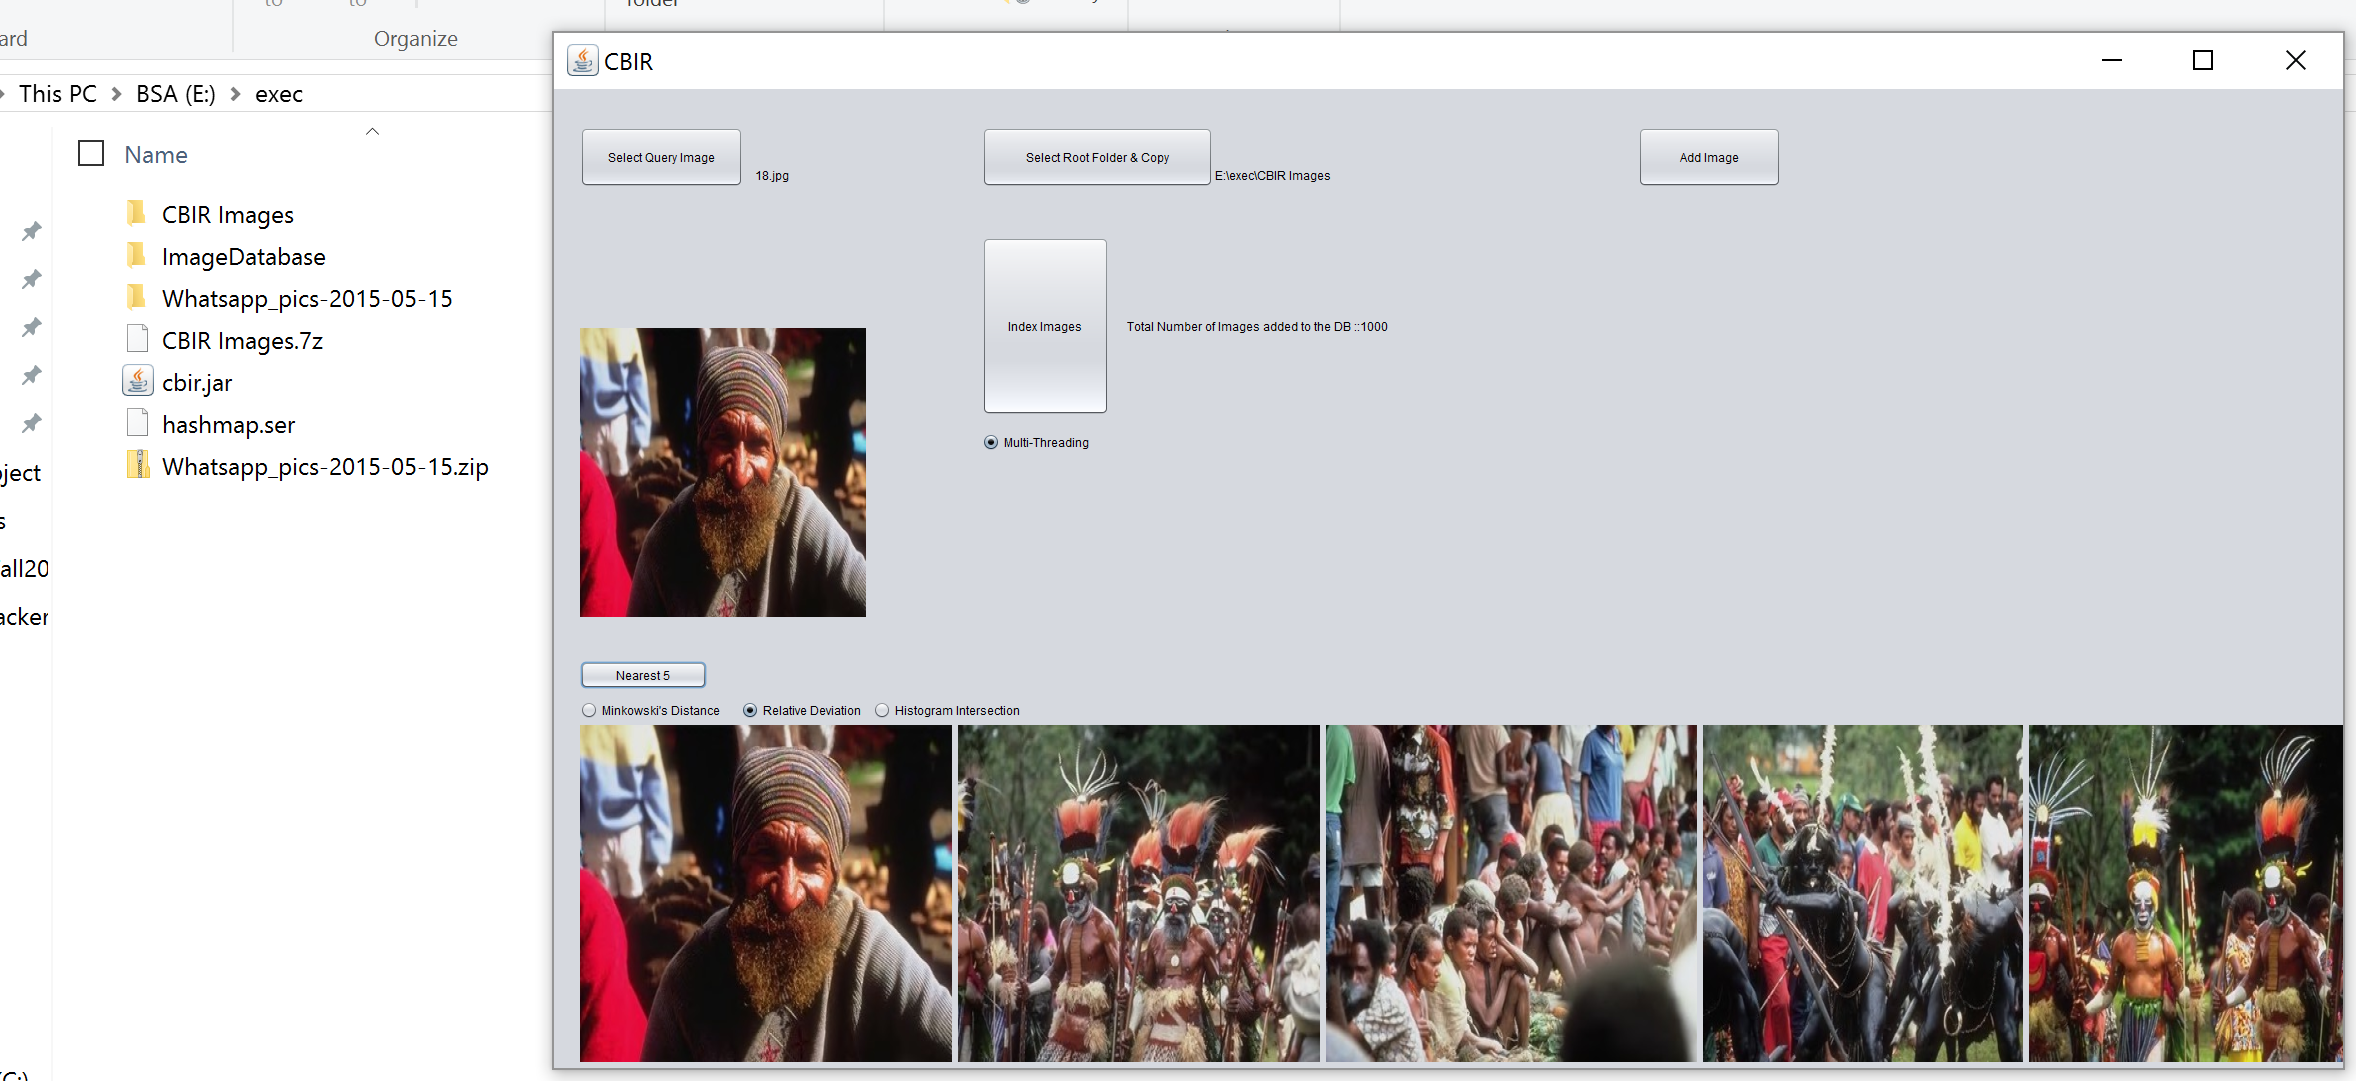 to to
folder
ard
Organize
This PC > BSA (E:) > exec
Name
CBIR Images
ImageDatabase
Whatsapp_pics-2015-05-15
CBIR Images.7z
cbir.jar
hashmap.ser
Whatsapp_pics-2015-05-15.zip
ject
s
all20
acker
(C:)
CBIR
Select Query Image
18.jpg
Select Root Folder & Copy
E:\exec\CBIR Images
Add Image
Index Images
Total Number of Images added to the DB ::1000
Multi-Threading
Nearest 5
Minkowski's Distance
Relative Deviation
Histogram Intersection